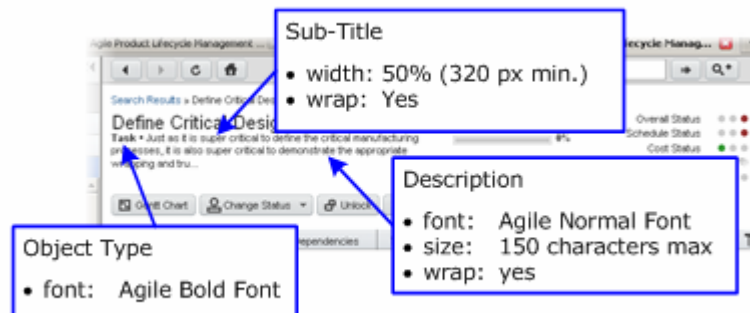 Agile Product Lifecycle Management ...
ecycle Manag...
Sub-Title
• width: 50% (320 px min.)
• wrap: Yes
Search Results » Define Critical Des
Define Critical Desig
Task • Just as it is super critical to define the critical manufacturing
processes, it is also super critical to demonstrate the appropriate
wrapping and tru...
0%
Overall Status
Schedule Status
Cost Status
Gantt Chart
Change Status
Unlock
Description
• font: Agile Normal Font
• size: 150 characters max
• wrap: yes
Dependencies
Object Type
• font: Agile Bold Font